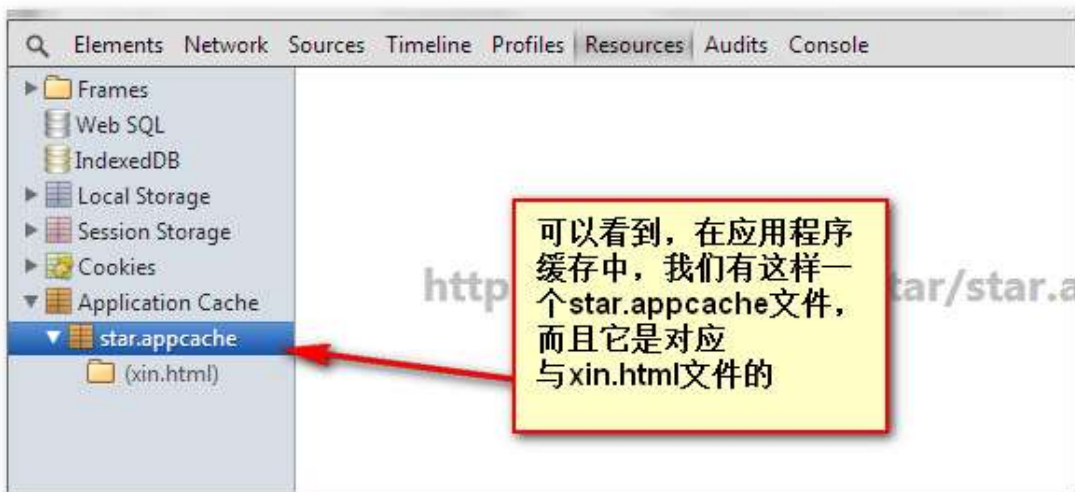 Elements Network Sources Timeline Profiles Resources Audits Console
Frames
Web SQL
IndexedDB
Local Storage
Session Storage
Cookies
Application Cache
star.appcache
(xin.html)
http
tar/star.a
可以看到，在应用程序
缓存中，我们有这样一
个star.appcache文件，
而且它是对应
与xin.html文件的